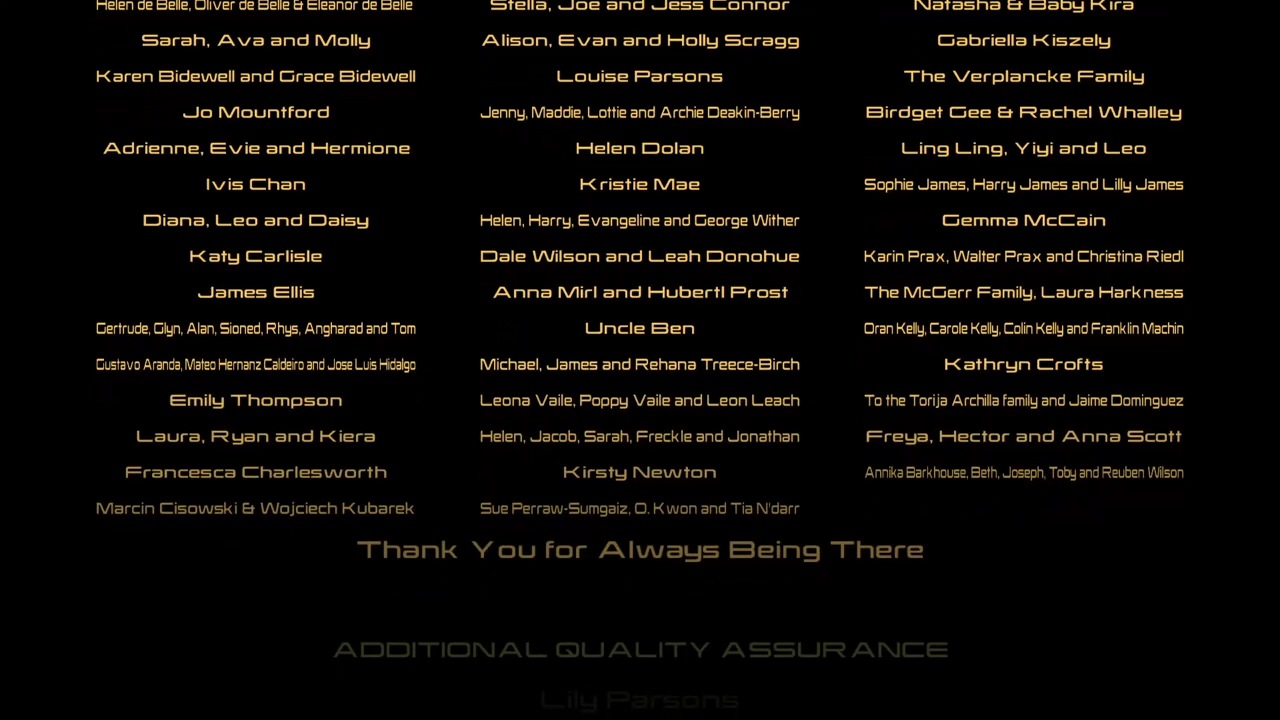 Helen de Belle, Oliver de Belle & Eleanor de Belle
Stella, Joe and Jess Connor
Natasha & Baby Kira
Sarah, Ava and Molly
Alison, Evan and Holly Scragg
Gabriella Kiszely
Karen Bidewell and Grace Bidewell
Louise Parsons
The Verplancke Family
Jo Mountford
Jenny, Maddie, Lottie and Archie Deakin-Berry
Birdget Gee & Rachel Whalley
Adrienne, Evie and Hermione
Helen Dolan
Ling Ling, Yiyi and Leo
Ivis Chan
Kristie Mae
Sophie James, Harry James and Lilly James
Diana, Leo and Daisy
Helen, Harry, Evangeline and George Wither
Gemma McCain
Katy Carlisle
Dale Wilson and Leah Donohue
Karin Prax, Walter Prax and Christina Riedl
James Ellis
Anna Mirl and Hubertl Prost
The McGerr Family, Laura Harkness
Gertrude, Glyn, Alan, Sioned, Rhys, Angharad and Tom
Uncle Ben
Oran Kelly, Carole Kelly, Colin Kelly and Franklin Machin
Gustavo Aranda, Mateo Hernanz Caldeiro and Jose Luis Hidalgo
Michael, James and Rehana Treece-Birch
Kathryn Crofts
Emily Thompson
Leona Vaile, Poppy Vaile and Leon Leach
To the Torija Archilla family and Jaime Dominguez
Laura, Ryan and Kiera
Helen, Jacob, Sarah, Freckle and Jonathan
Freya, Hector and Anna Scott
Francesca Charlesworth
Kirsty Newton
Annika Barkhouse, Beth, Joseph, Toby and Reuben Wilson
Marcin Cisowski & Wojciech Kubarek
Sue Perraw-Sumgaiz, O. Kwon and Tia N'darr
Thank You for Always Being There
ADDITIONAL QUALITY ASSURANCE
Lily Parsons